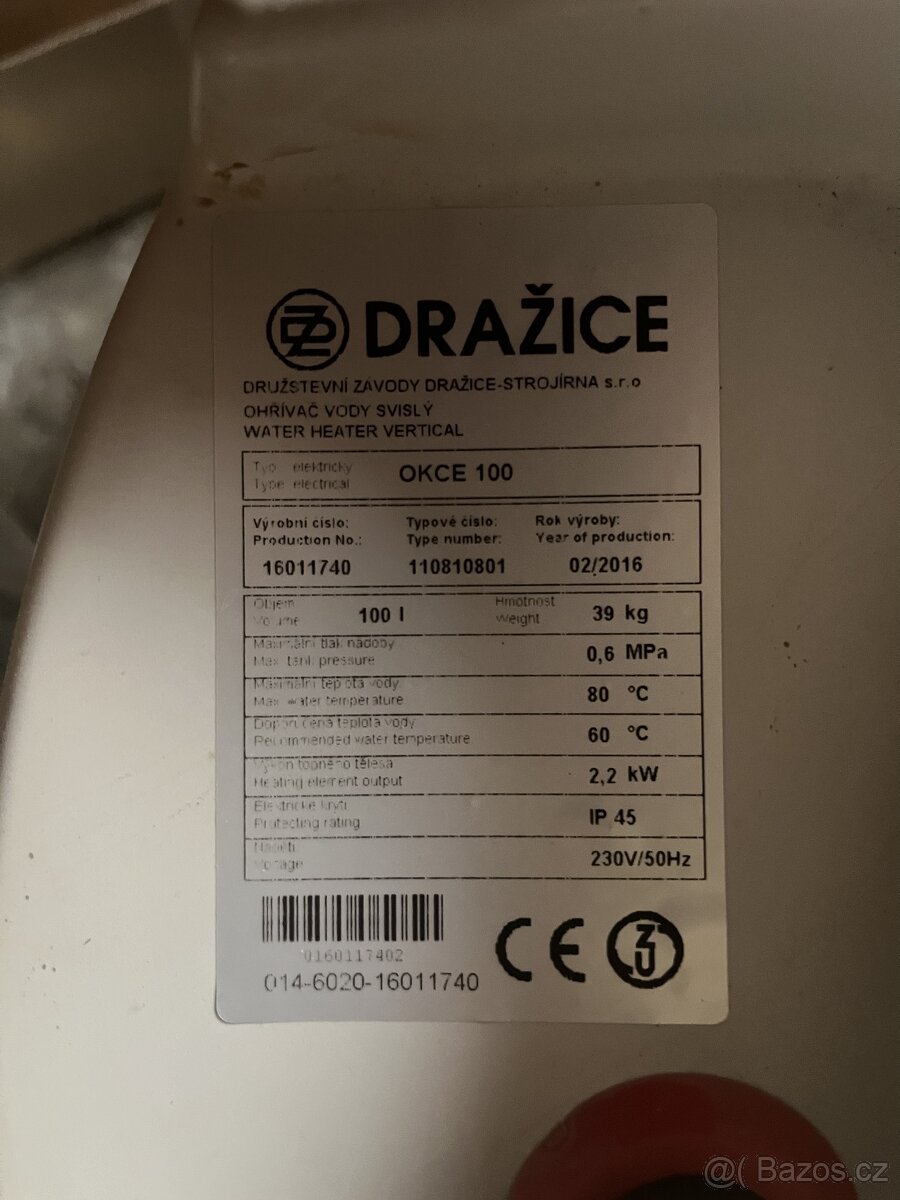 DRAŽICE
DRUŽSTEVNÍ ZÁVODY DRAŽICE-STROJÍRNA s.r.o
OHŘÍVAČ VODY SVISLÝ
WATER HEATER VERTICAL
Typ elektrický
Type electrical
OKCE 100
Výrobní číslo: Typové číslo: Rok výroby:
Production No.: Type number: Year of production:
16011740 110810801 02/2016
Objem Hmotnost
Volume 100 l Weight 39 kg
Maximální tlak nádoby
Max. tank pressure 0,6 MPa
Maximální teplota vody
Max. water temperature 80 °C
Doporučená teplota vody
Recommended water temperature 60 °C
Výkon topného tělesa
Heating element output 2,2 kW
Elektrické krytí
Protecting rating IP 45
Napětí
Voltage 230V/50Hz
0160117402
014-6020-16011740
CE
@( Bazos.cz